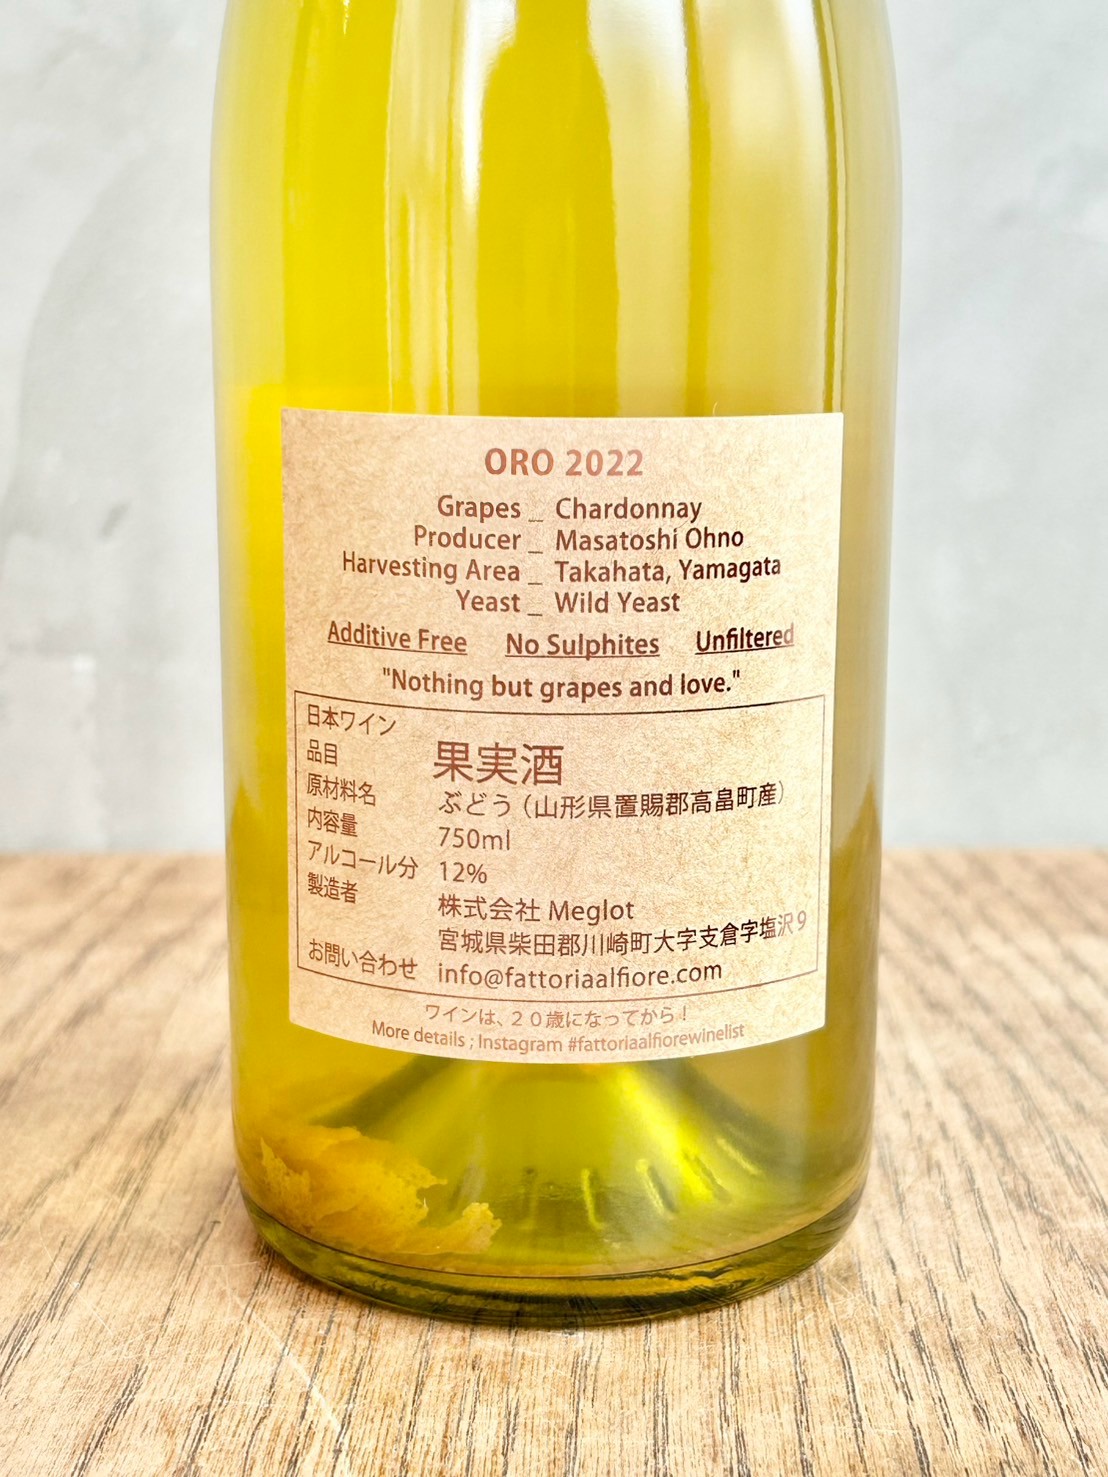 ORO 2022
Grapes _ Chardonnay
Producer _ Masatoshi Ohno
Harvesting Area _ Takahata, Yamagata
Yeast _ Wild Yeast
Additive Free No Sulphites Unfiltered
"Nothing but grapes and love."
日本ワイン
品目 果実酒
原材料名 ぶどう（山形県置賜郡高畠町産）
内容量 750ml
アルコール分 12%
製造者 株式会社 Meglot
宮城県柴田郡川崎町大字支倉字塩沢９
お問い合わせ info@fattoriaalfiore.com
ワインは、２０歳になってから！
More details ; Instagram #fattoriaalfiorewinelist